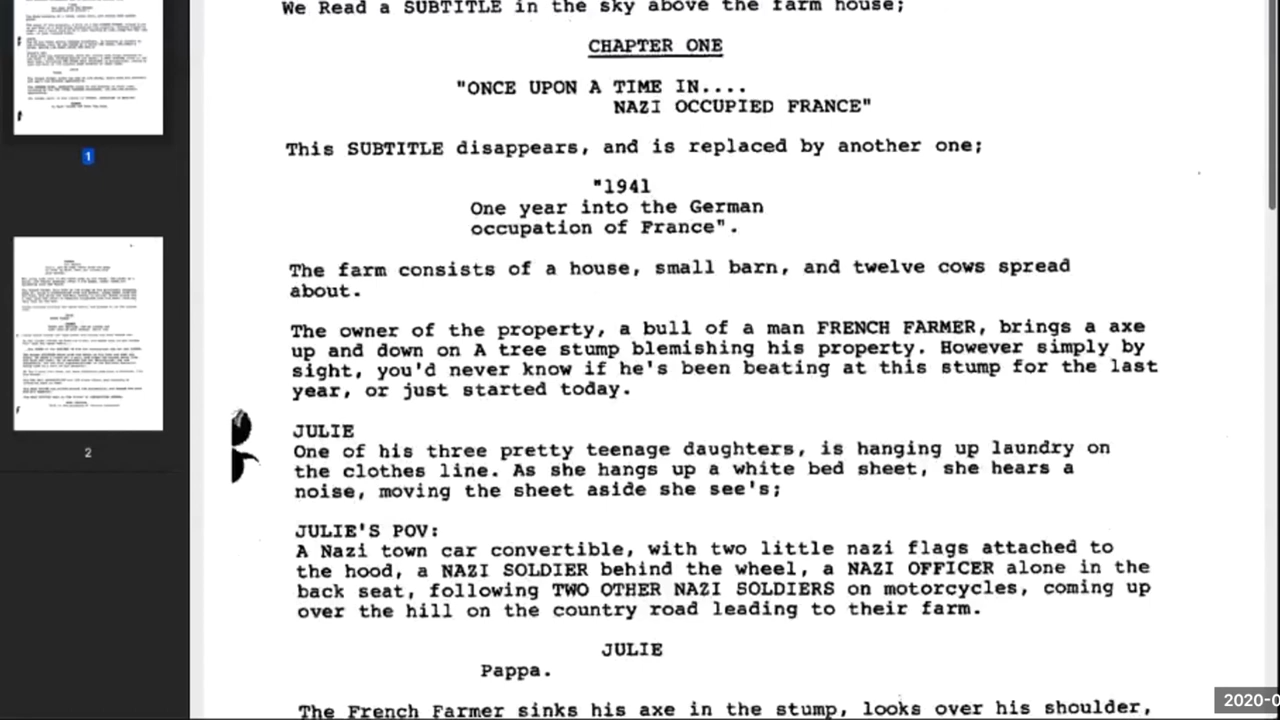 We Read a SUBTITLE in the sky above the farm house;
CHAPTER ONE
"ONCE UPON A TIME IN....
NAZI OCCUPIED FRANCE"
This SUBTITLE disappears, and is replaced by another one;
"1941
One year into the German
occupation of France".
The farm consists of a house, small barn, and twelve cows spread
about.
The owner of the property, a bull of a man FRENCH FARMER, brings a axe
up and down on A tree stump blemishing his property. However simply by
sight, you'd never know if he's been beating at this stump for the last
year, or just started today.
JULIE
One of his three pretty teenage daughters, is hanging up laundry on
the clothes line. As she hangs up a white bed sheet, she hears a
noise, moving the sheet aside she see's;
JULIE'S POV:
A Nazi town car convertible, with two little nazi flags attached to
the hood, a NAZI SOLDIER behind the wheel, a NAZI OFFICER alone in the
back seat, following TWO OTHER NAZI SOLDIERS on motorcycles, coming up
over the hill on the country road leading to their farm.
JULIE
Pappa.
The French Farmer sinks his axe in the stump, looks over his shoulder,
1
2
2020-0